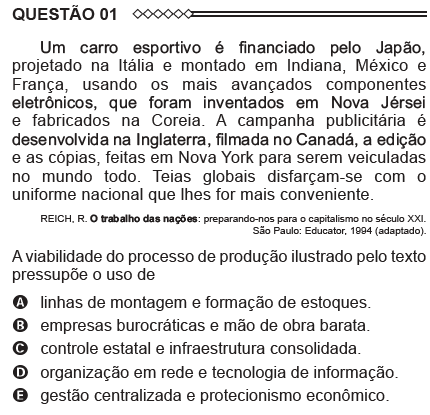 QUESTÃO 01
Um carro esportivo é financiado pelo Japão,
projetado na Itália e montado em Indiana, México e
França, usando os mais avançados componentes
eletrônicos, que foram inventados em Nova Jérsei
e fabricados na Coreia. A campanha publicitária é
desenvolvida na Inglaterra, filmada no Canadá, a edição
e as cópias, feitas em Nova York para serem veiculadas
no mundo todo. Teias globais disfarçam-se com o
uniforme nacional que lhes for mais conveniente.
REICH, R. O trabalho das nações: preparando-nos para o capitalismo no século XXI.
São Paulo: Educator, 1994 (adaptado).
A viabilidade do processo de produção ilustrado pelo texto
pressupõe o uso de
A linhas de montagem e formação de estoques.
B empresas burocráticas e mão de obra barata.
C controle estatal e infraestrutura consolidada.
D organização em rede e tecnologia de informação.
E gestão centralizada e protecionismo econômico.